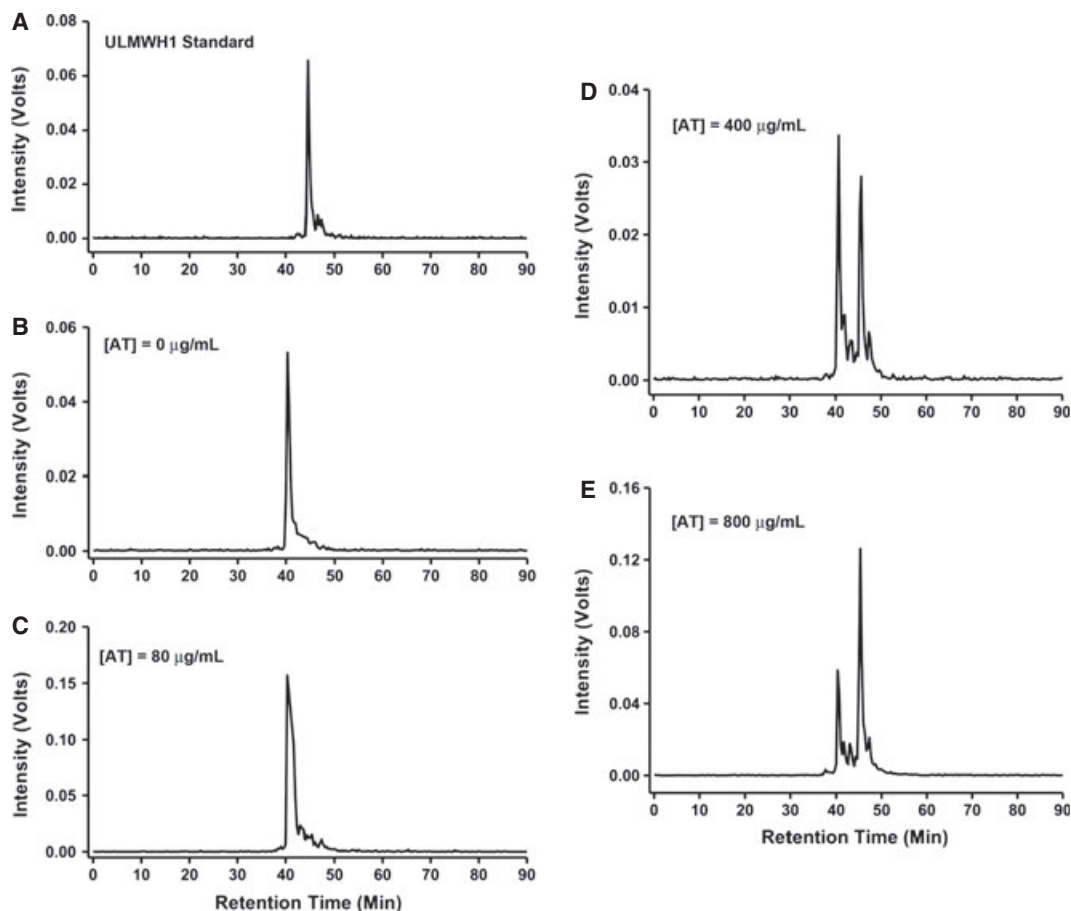 A
ULMWH1 Standard
Intensity (Volts)
0.08
0.06
0.04
0.02
0.00
0 10 20 30 40 50 60 70 80 90
B
[AT] = 0 μg/mL
Intensity (Volts)
0.06
0.04
0.02
0.00
0 10 20 30 40 50 60 70 80 90
C
[AT] = 80 μg/mL
Intensity (Volts)
0.20
0.15
0.10
0.05
0.00
0 10 20 30 40 50 60 70 80 90
Retention Time (Min)
D
[AT] = 400 μg/mL
Intensity (Volts)
0.04
0.03
0.02
0.01
0.00
0 10 20 30 40 50 60 70 80 90
E
[AT] = 800 μg/mL
Intensity (Volts)
0.16
0.12
0.08
0.04
0.00
0 10 20 30 40 50 60 70 80 90
Retention Time (Min)